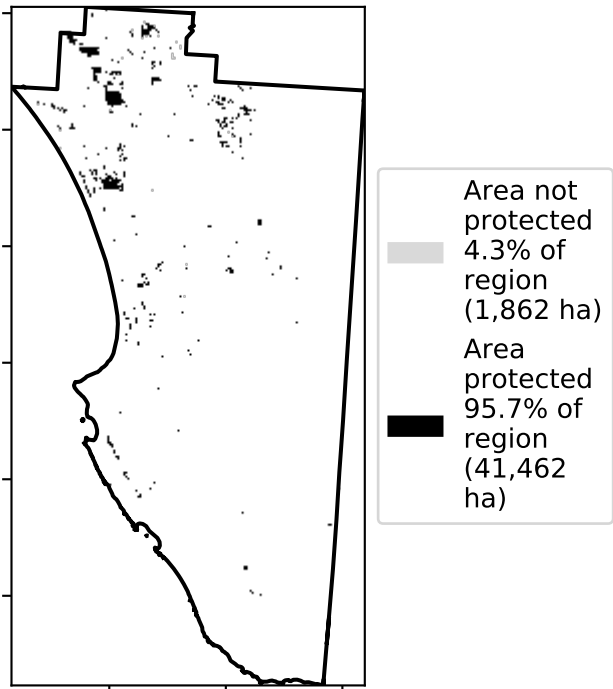 Area not
protected
4.3% of
region
(1,862 ha)
Area
protected
95.7% of
region
(41,462
ha)